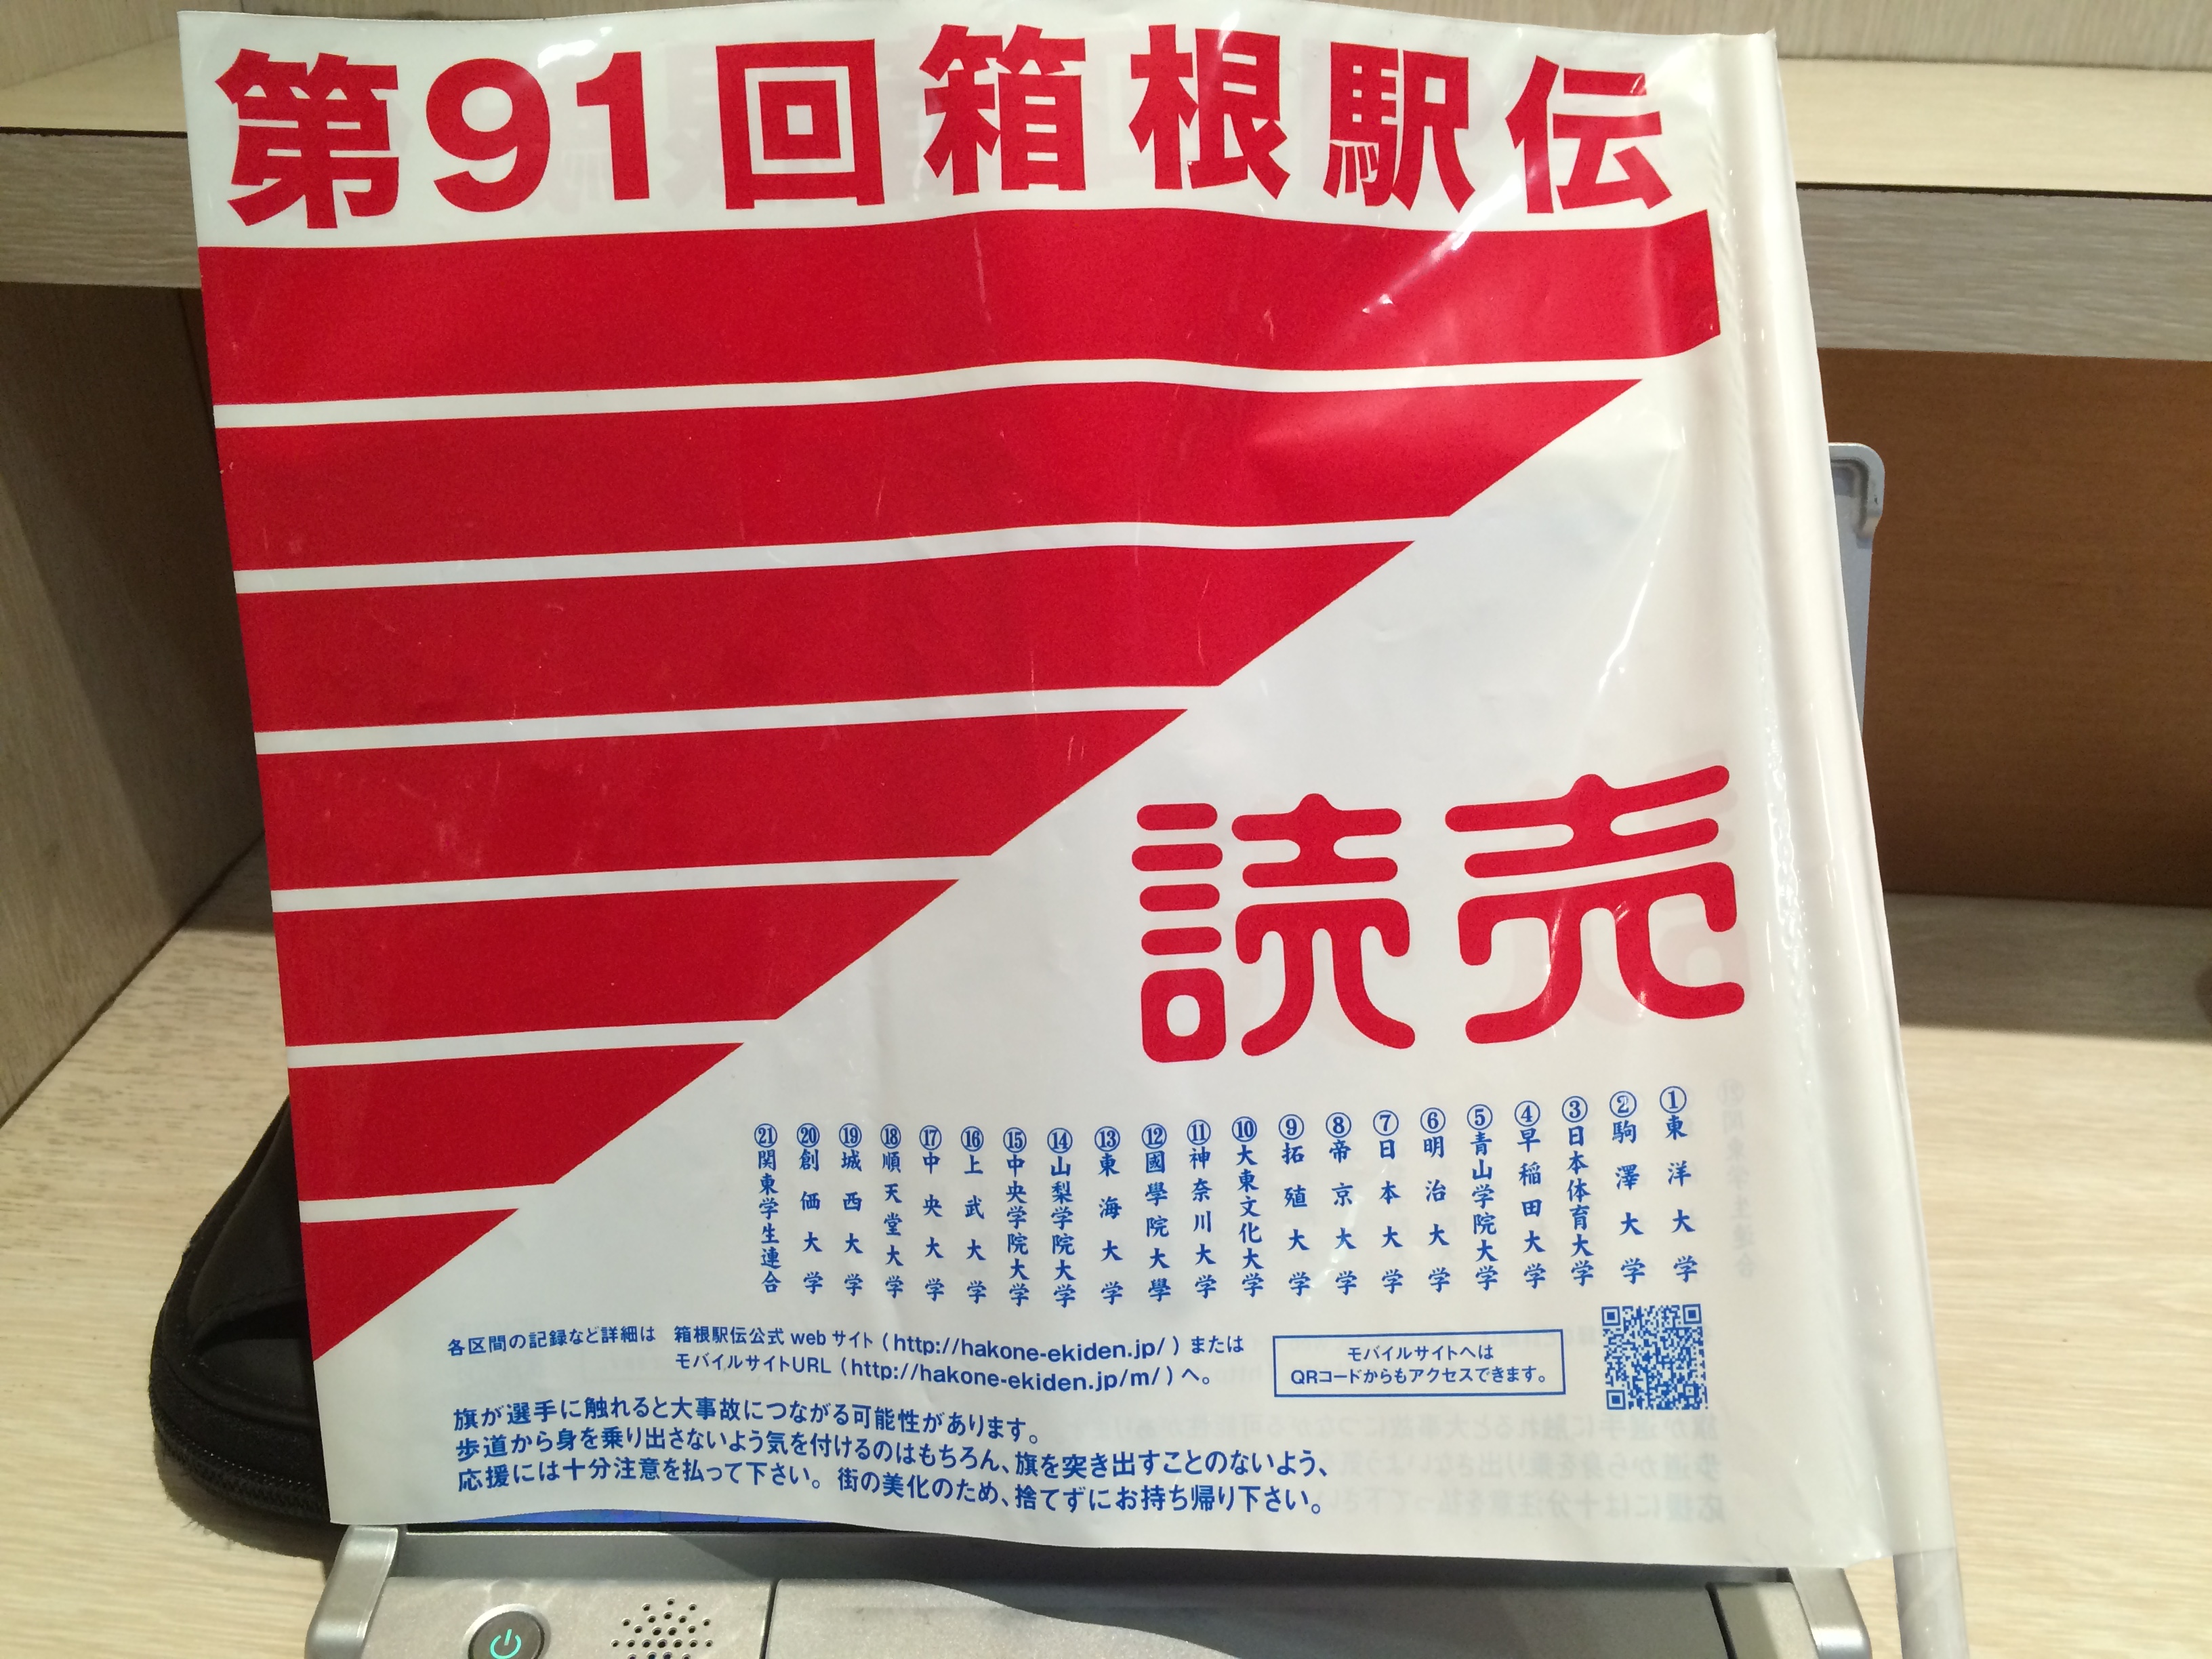 第91回箱根駅伝
読売
①東洋大学
②駒澤大学
③日本体育大学
④早稲田大学
⑤青山学院大学
⑥明治大学
⑦日本大学
⑧帝京大学
⑨拓殖大学
⑩大東文化大学
⑪神奈川大学
⑫國學院大學
⑬東海大学
⑭山梨学院大学
⑮中央学院大学
⑯上武大学
⑰中央大学
⑱順天堂大学
⑲城西大学
⑳創価大学
㉑関東学生連合
各区間の記録など詳細は 箱根駅伝公式webサイト(http://hakone-ekiden.jp/)または
モバイルサイトURL(http://hakone-ekiden.jp/m/)へ。
モバイルサイトへは
QRコードからもアクセスできます。
旗が選手に触れると大事故につながる可能性があります。
歩道から身を乗り出さないよう気を付けるのはもちろん、旗を突き出すことのないよう、
応援には十分注意を払って下さい。街の美化のため、捨てずにお持ち帰り下さい。